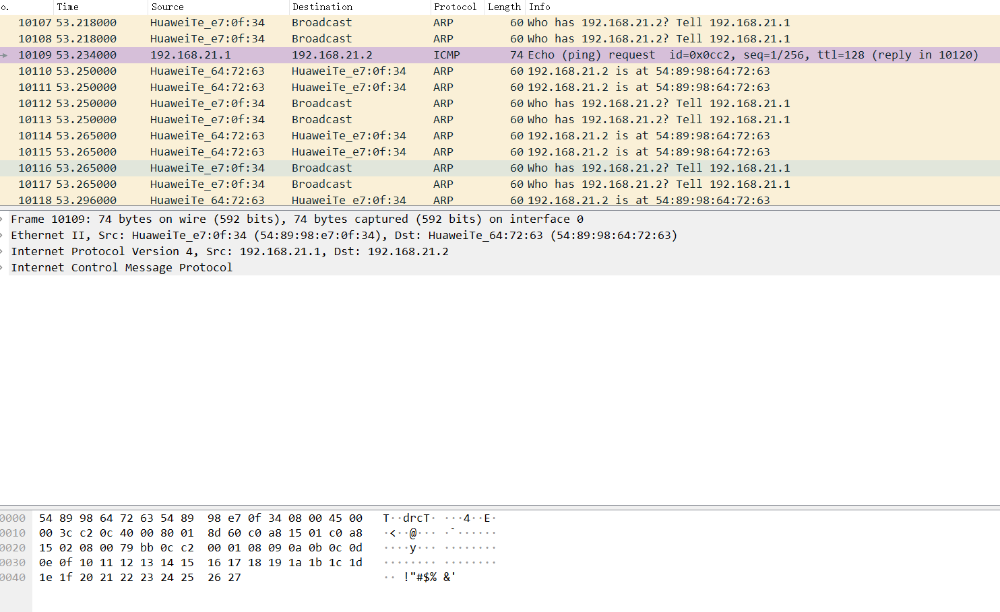 o. Time Source Destination Protocol Length Info
10107 53.218000 HuaweiTe_e7:0f:34 Broadcast ARP 60 Who has 192.168.21.2? Tell 192.168.21.1
10108 53.218000 HuaweiTe_e7:0f:34 Broadcast ARP 60 Who has 192.168.21.2? Tell 192.168.21.1
10109 53.234000 192.168.21.1 192.168.21.2 ICMP 74 Echo (ping) request id=0x0cc2, seq=1/256, ttl=128 (reply in 10120)
10110 53.250000 HuaweiTe_64:72:63 HuaweiTe_e7:0f:34 ARP 60 192.168.21.2 is at 54:89:98:64:72:63
10111 53.250000 HuaweiTe_64:72:63 HuaweiTe_e7:0f:34 ARP 60 192.168.21.2 is at 54:89:98:64:72:63
10112 53.250000 HuaweiTe_e7:0f:34 Broadcast ARP 60 Who has 192.168.21.2? Tell 192.168.21.1
10113 53.250000 HuaweiTe_e7:0f:34 Broadcast ARP 60 Who has 192.168.21.2? Tell 192.168.21.1
10114 53.265000 HuaweiTe_64:72:63 HuaweiTe_e7:0f:34 ARP 60 192.168.21.2 is at 54:89:98:64:72:63
10115 53.265000 HuaweiTe_64:72:63 HuaweiTe_e7:0f:34 ARP 60 192.168.21.2 is at 54:89:98:64:72:63
10116 53.265000 HuaweiTe_e7:0f:34 Broadcast ARP 60 Who has 192.168.21.2? Tell 192.168.21.1
10117 53.265000 HuaweiTe_e7:0f:34 Broadcast ARP 60 Who has 192.168.21.2? Tell 192.168.21.1
10118 53.296000 HuaweiTe_64:72:63 HuaweiTe_e7:0f:34 ARP 60 192.168.21.2 is at 54:89:98:64:72:63
Frame 10109: 74 bytes on wire (592 bits), 74 bytes captured (592 bits) on interface 0
Ethernet II, Src: HuaweiTe_e7:0f:34 (54:89:98:e7:0f:34), Dst: HuaweiTe_64:72:63 (54:89:98:64:72:63)
Internet Protocol Version 4, Src: 192.168.21.1, Dst: 192.168.21.2
Internet Control Message Protocol
0000 54 89 98 64 72 63 54 89 98 e7 0f 34 08 00 45 00 T··drcT· ···4··E·
0010 00 3c c2 0c 40 00 80 01 8d 60 c0 a8 15 01 c0 a8 ·<··@··· ·`······
0020 15 02 08 00 79 bb 0c c2 00 01 08 09 0a 0b 0c 0d ····y··· ········
0030 0e 0f 10 11 12 13 14 15 16 17 18 19 1a 1b 1c 1d ········ ········
0040 1e 1f 20 21 22 23 24 25 26 27 ·· !"#$% &'